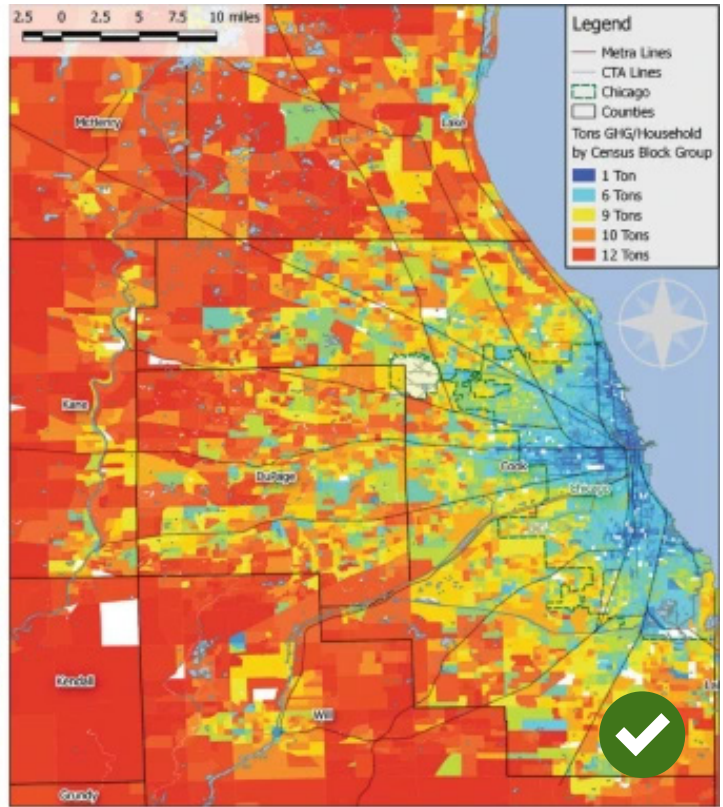 2.5 0 2.5 5 7.5 10 miles
Legend
Metra Lines
CTA Lines
Chicago
Counties
Tons GHG/Household
by Census Block Group
1 Ton
6 Tons
9 Tons
10 Tons
12 Tons
McHenry
Lake
Kane
DuPage
Cook
Chicago
Kendall
Will
Grundy